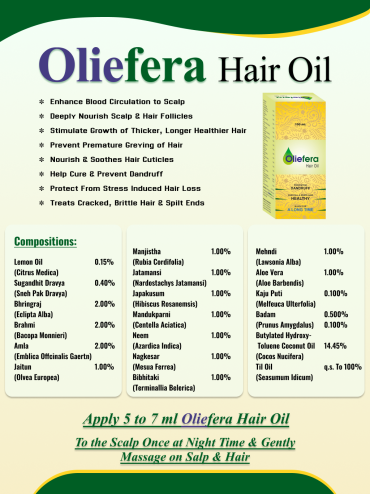 Oliefera Hair Oil
* Enhance Blood Circulation to Scalp
* Deeply Nourish Scalp & Hair Follicles
* Stimulate Growth of Thicker, Longer Healthier Hair
* Prevent Premature Greying of Hair
* Nourish & Soothes Hair Cuticles
* Help Cure & Prevent Dandruff
* Protect From Stress Induced Hair Loss
* Treats Cracked, Brittle Hair & Spilt Ends
Oliefera
Hair Oil
DANDRUFF
HEALTHY
A LONG TIME
Compositions:
Lemon Oil 0.15%
(Citrus Medica)
Sugandhit Dravya 0.40%
(Sneh Pak Dravya)
Bhringraj 2.00%
(Eclipta Alba)
Brahmi 2.00%
(Bacopa Monnieri)
Amla 2.00%
(Emblica Offcinalis Gaertn)
Jaitun 1.00%
(Olvea Europea)
Manjistha 1.00%
(Rubia Cordifolia)
Jatamansi 1.00%
(Nardostachys Jatamansi)
Japakusum 1.00%
(Hibiscus Rosanemsis)
Mandukparni 1.00%
(Centella Aciatica)
Neem 1.00%
(Azardica Indica)
Nagkesar 1.00%
(Mesua Ferrea)
Bibhitaki 1.00%
(Terminallia Belerica)
Mehndi 1.00%
(Lawsonia Alba)
Aloe Vera 1.00%
(Aloe Barbendis)
Kaju Puti 0.100%
(Melfeuca Ulterfolia)
Badam 0.500%
(Prunus Amygdalus) 0.100%
Butylated Hydroxy-
Toluene Coconut Oil 14.45%
(Cocos Nucifera)
Til Oil q.s. To 100%
(Seasumum Idicum)
Apply 5 to 7 ml Oliefera Hair Oil
To the Scalp Once at Night Time & Gently
Massage on Salp & Hair